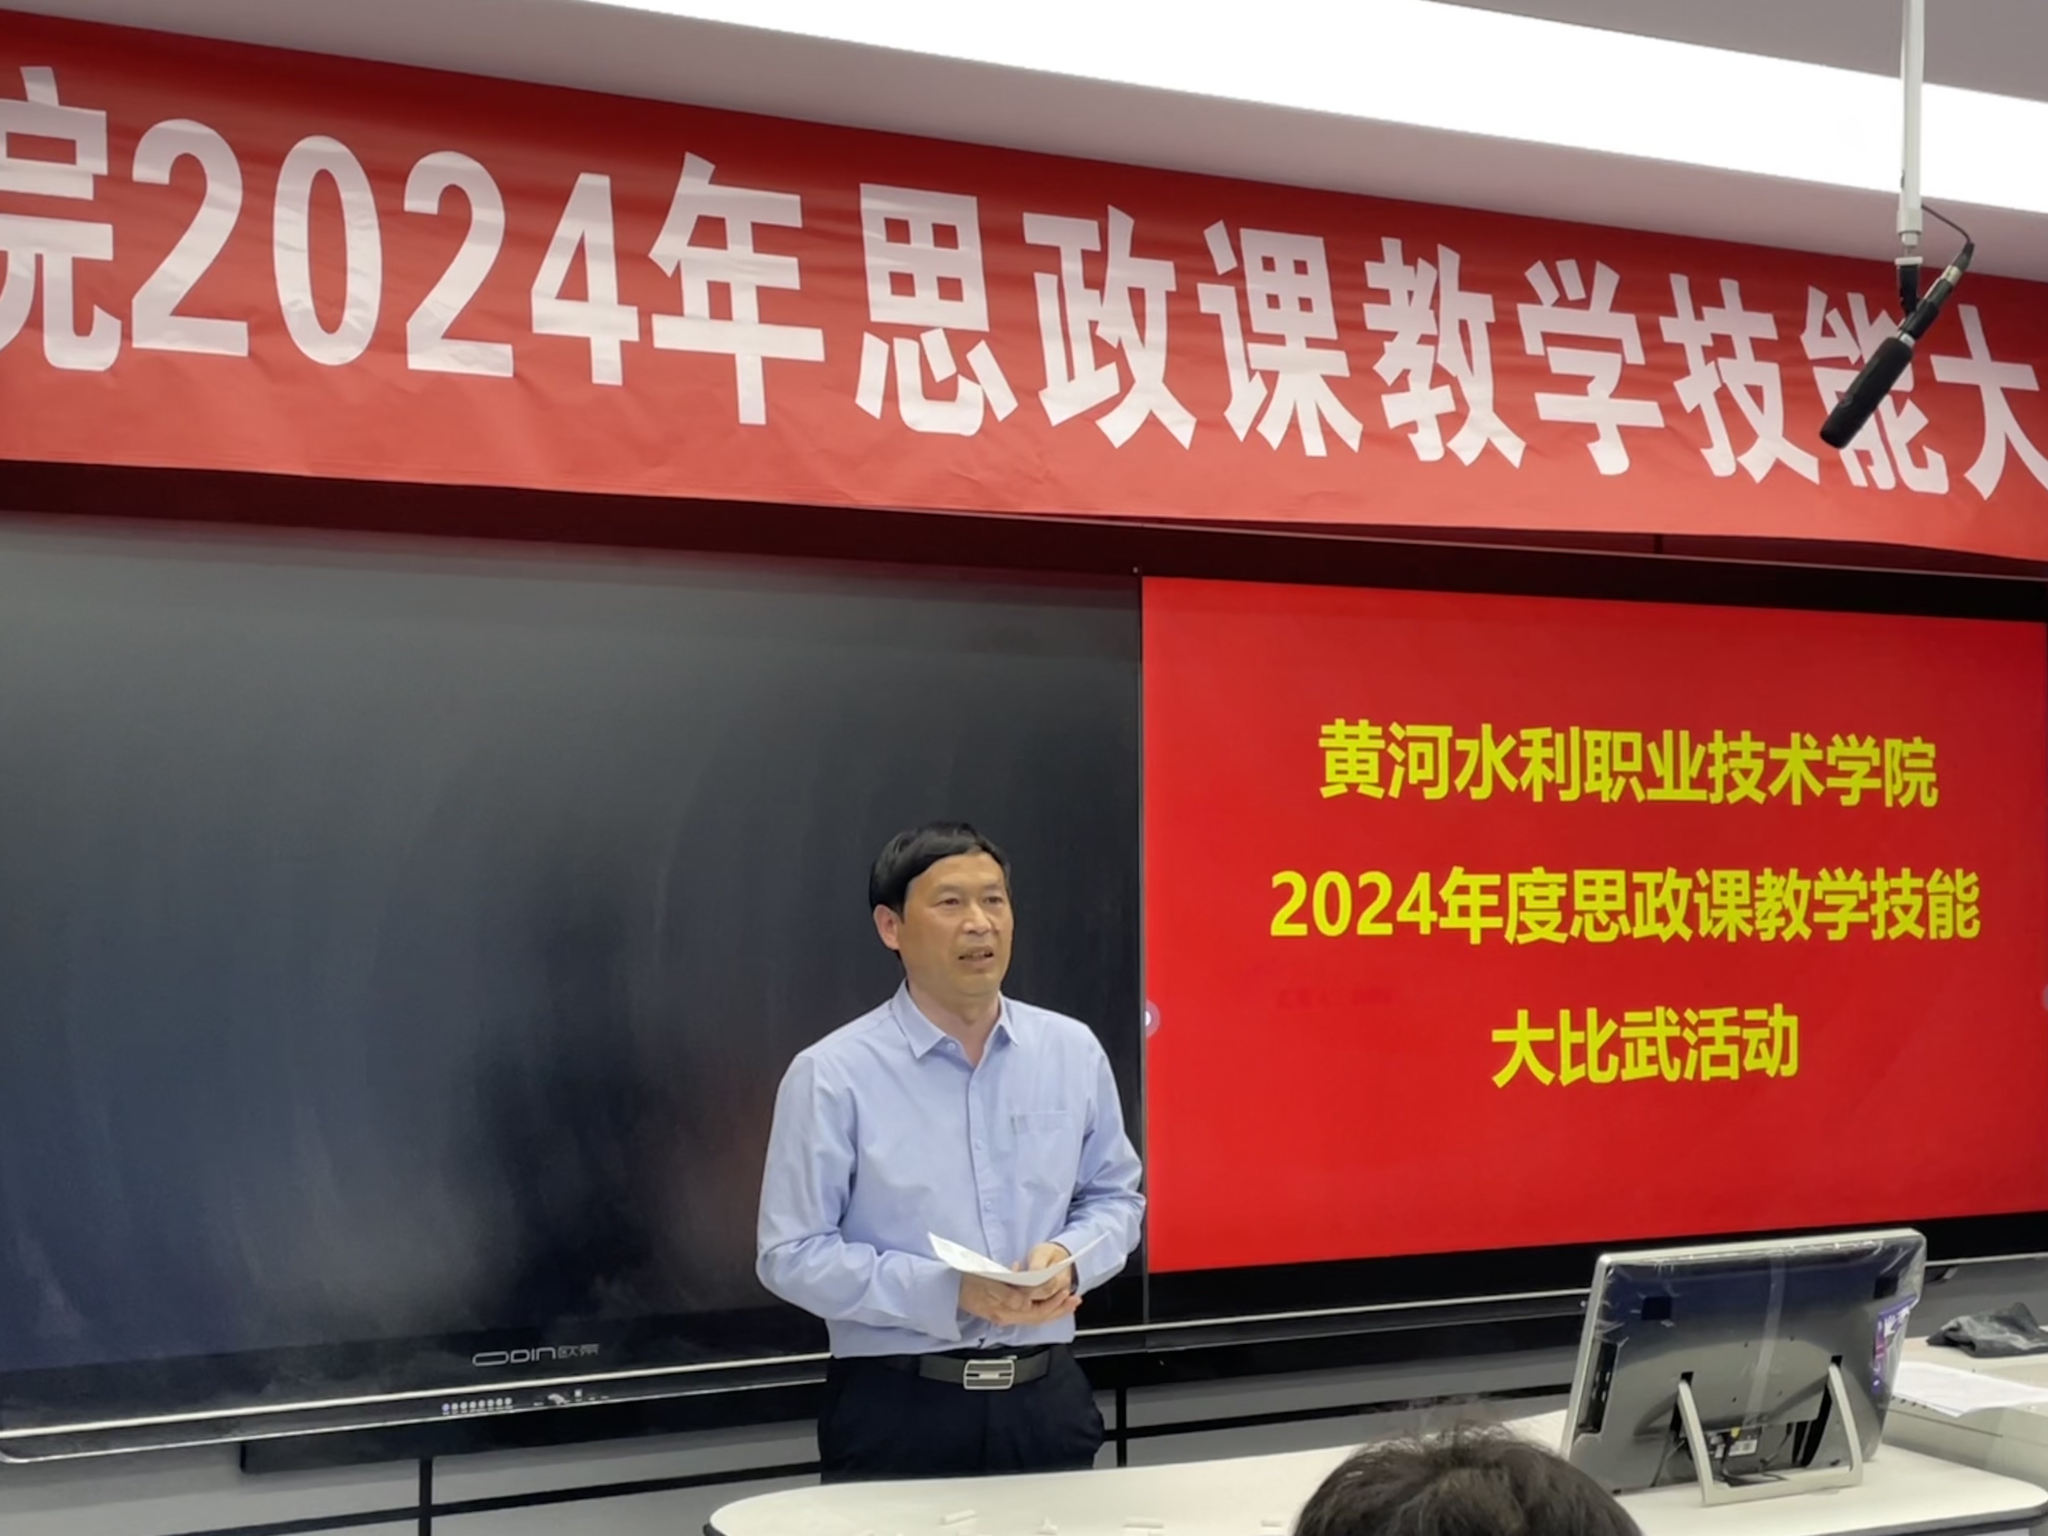 院2024年思政课教学技能大
黄河水利职业技术学院
2024年度思政课教学技能
大比武活动
ODIN欧帝